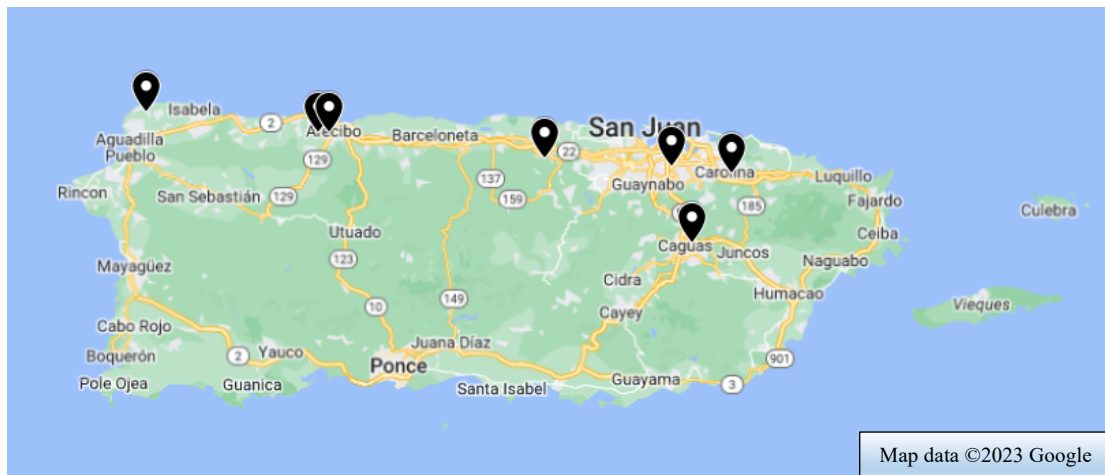 San Juan
Isabela
2
Arecibo
Barceloneta
22
Aguadilla
Pueblo
129
Carolina
Guaynabo
Luquillo
137
159
Rincon
San Sebastián
129
185
Fajardo
Culebra
Utuado
Ceiba
Caguas
Juncos
Naguabo
123
Mayagüez
Cidra
Humacao
149
10
Cayey
Vieques
Cabo Rojo
Juana Díaz
Boquerón
2
Yauco
Ponce
901
Pole Ojea
Guanica
Santa Isabel
Guayama
3
Map data ©2023 Google